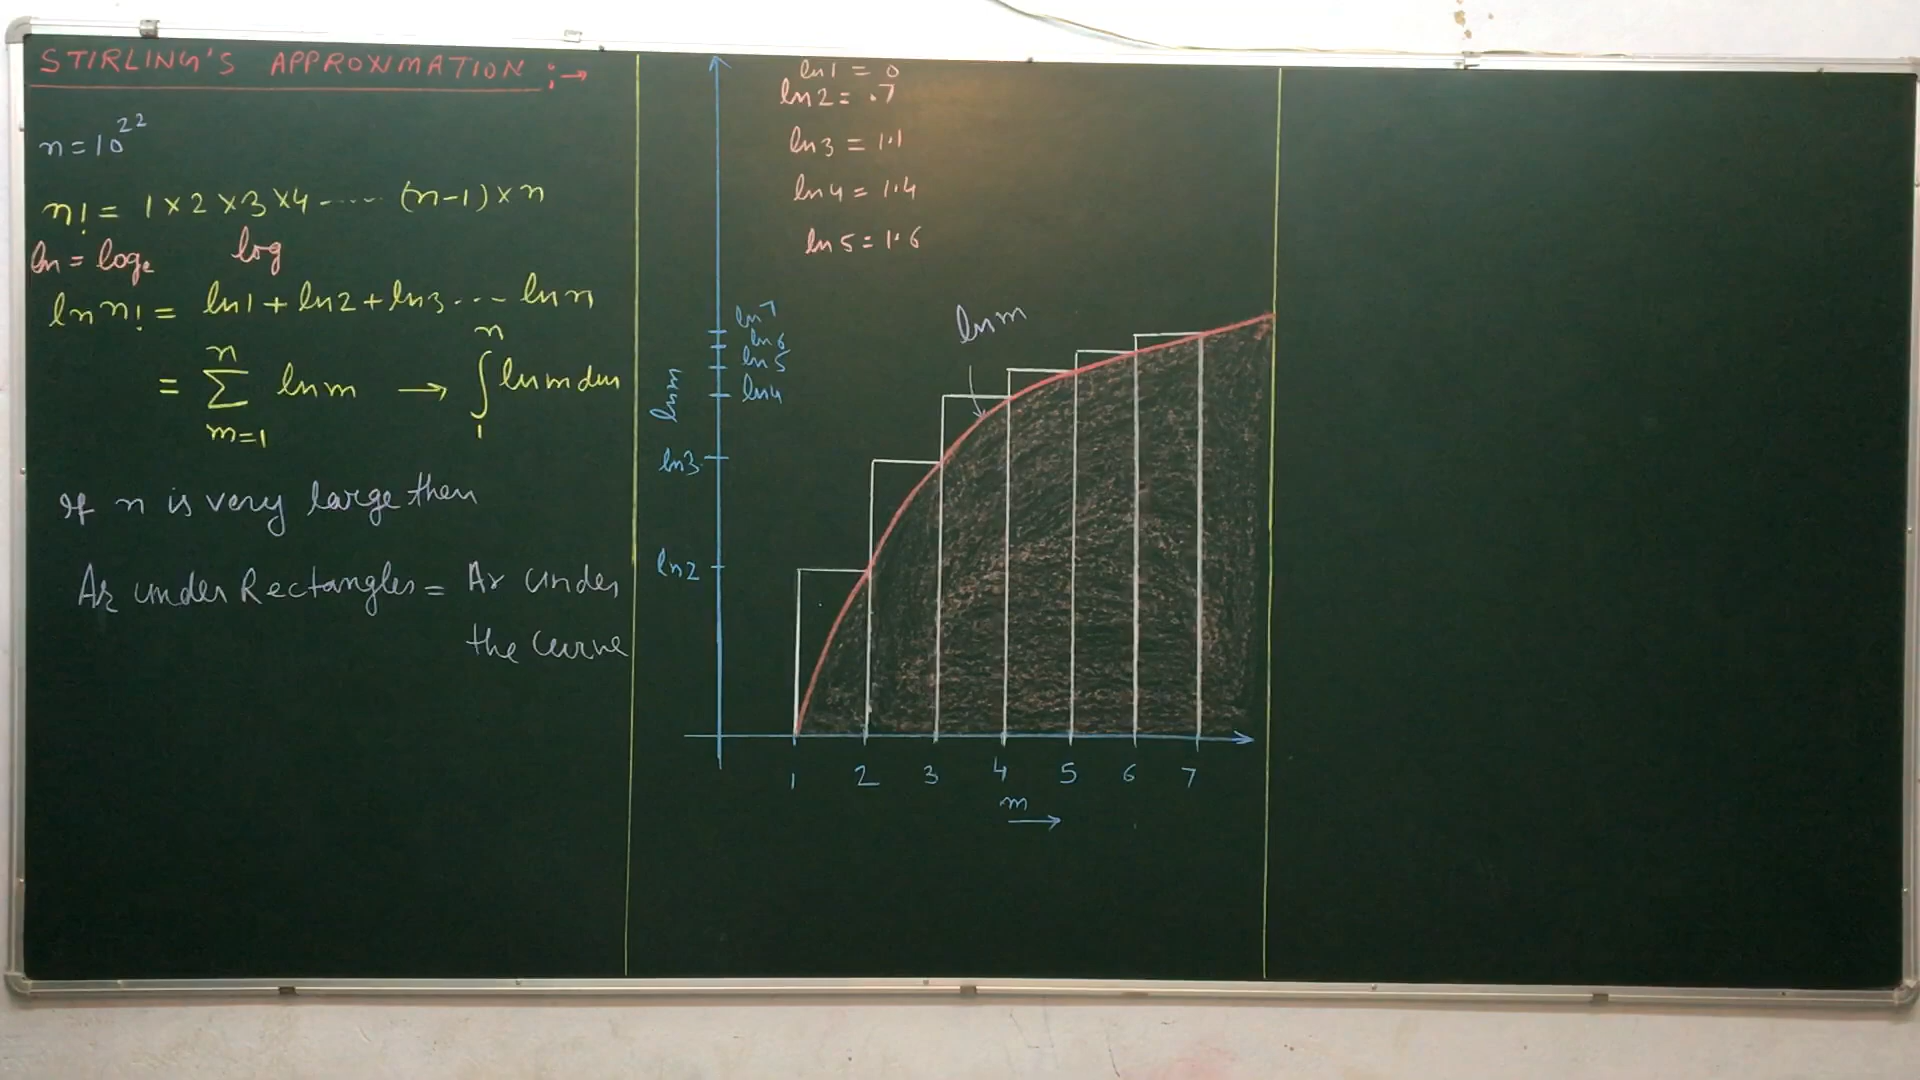 STIRLING'S APPROXMATION :→
n = 10²²
n! = 1 x 2 x 3 x 4 ----- (n-1) x n
ln = logₑ log
ln n! = ln1 + ln2 + ln3 ... - ln n
= n Σ m=1 ln m → n ∫ 1 ln m dm
If n is very large then
Ar under Rectangles = Ar under
the curve
ln1 = 0
ln2 = .7
ln3 = 1.1
ln4 = 1.4
ln5 = 1.6
ln m
ln7
ln6
ln5
ln4
ln m
ln3
ln2
1 2 3 4 5 6 7
m
→